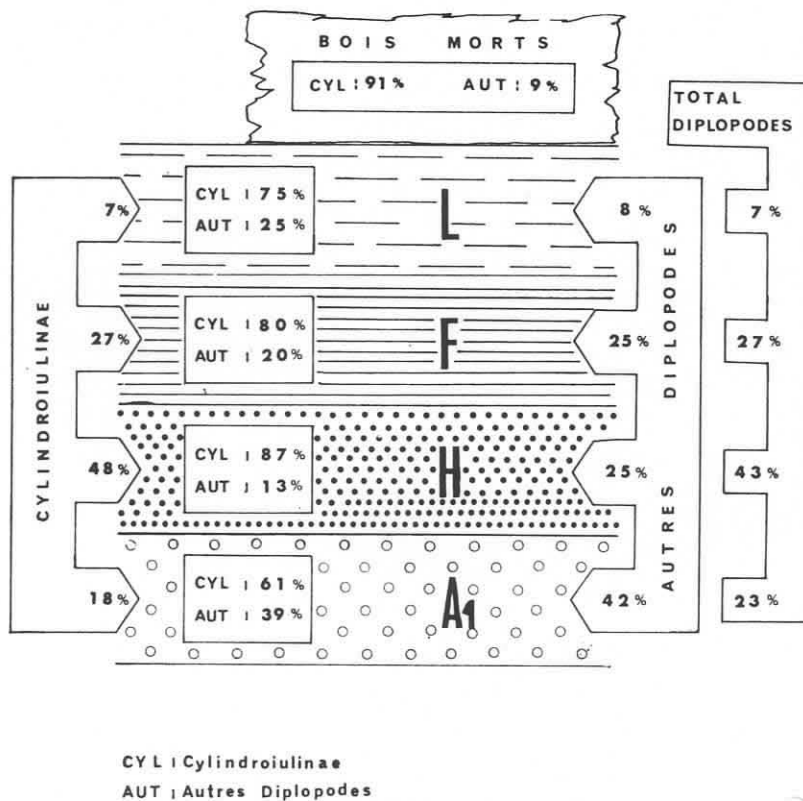 BOIS MORTS
CYL : 91% AUT : 9%
TOTAL
DIPLOPODES
CYLINDROIULINAE
7%
27%
48%
18%
CYL : 75%
AUT : 25%
L
CYL : 80%
AUT : 20%
F
CYL : 87%
AUT : 13%
H
CYL : 61%
AUT : 39%
A1
8%
25%
25%
42%
AUTRES DIPLOPODES
7%
27%
43%
23%
CYL : Cylindroiulinae
AUT : Autres Diplopodes